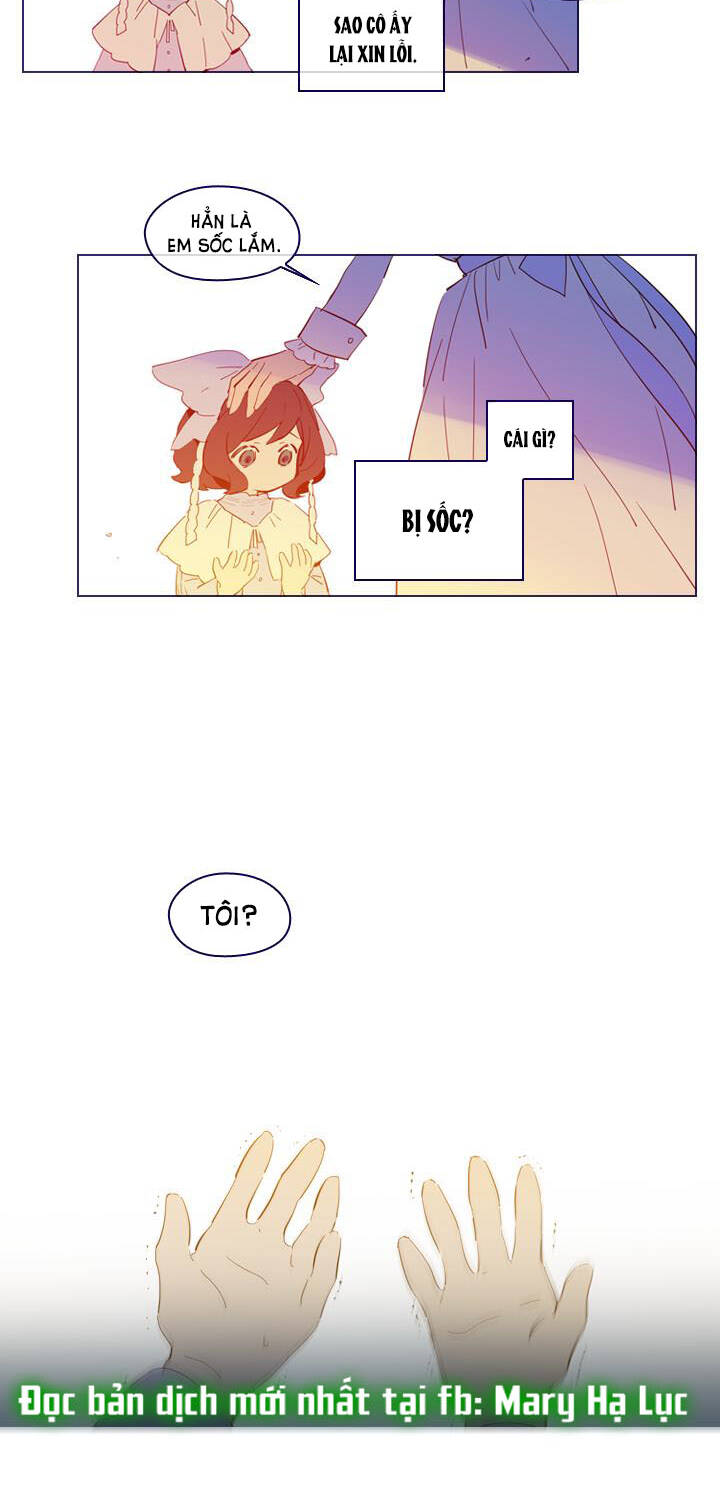 SAO CÔ ẤY
LẠI XIN LỖI.
HẲN LÀ
EM SỐC LẮM.
CÁI GÌ?
BỊ SỐC?
TÔI?
Đọc bản dịch mới nhất tại fb: Mary Hạ Lục